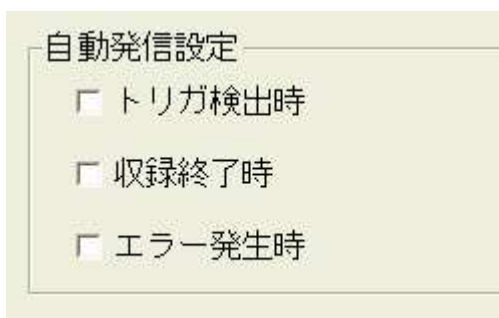 自動発信設定
トリガ検出時
収録終了時
エラー発生時